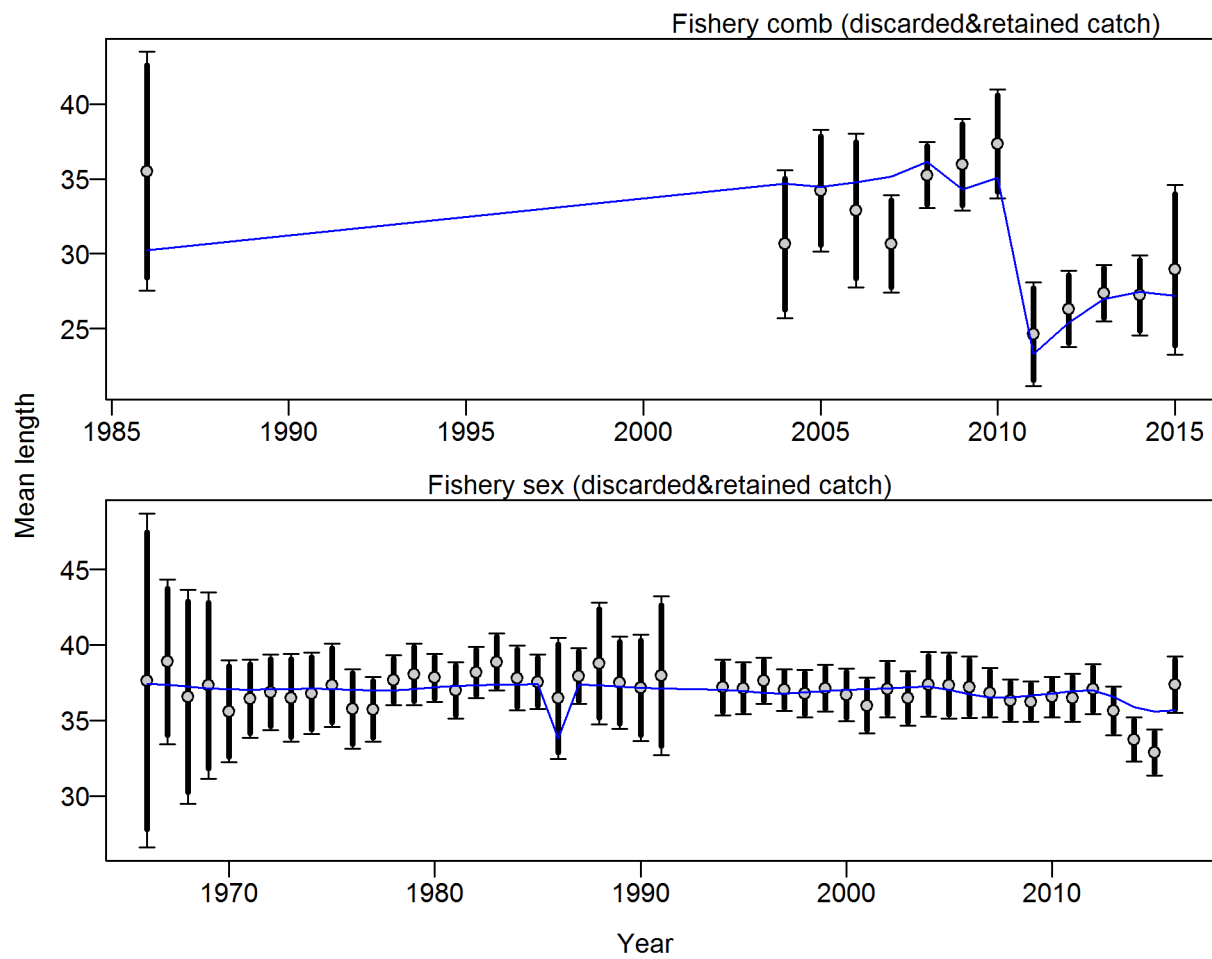 Fishery comb (discarded&retained catch)
40
35
30
25
1985 1990 1995 2000 2005 2010 2015
Mean length
Fishery sex (discarded&retained catch)
45
40
35
30
1970 1980 1990 2000 2010
Year